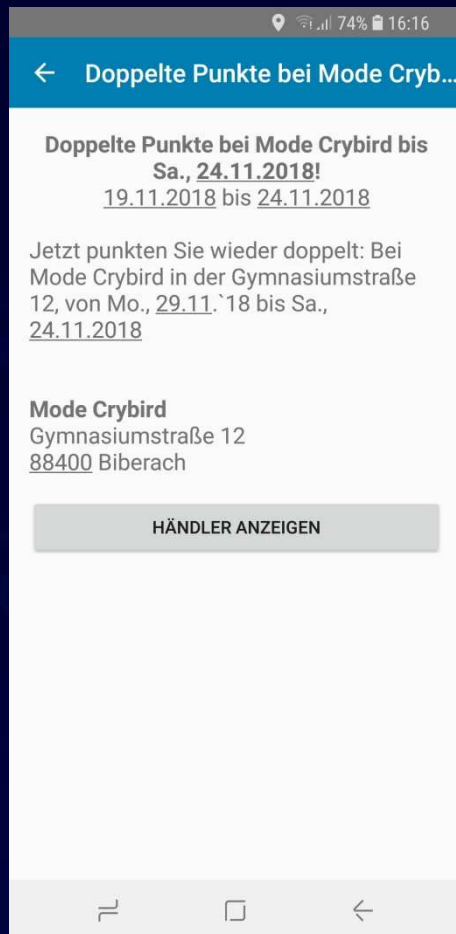 74% 16:16
Doppelte Punkte bei Mode Cryb...
Doppelte Punkte bei Mode Crybird bis
Sa., 24.11.2018!
19.11.2018 bis 24.11.2018
Jetzt punkten Sie wieder doppelt: Bei
Mode Crybird in der Gymnasiumstraße
12, von Mo., 29.11.`18 bis Sa.,
24.11.2018
Mode Crybird
Gymnasiumstraße 12
88400 Biberach
HÄNDLER ANZEIGEN